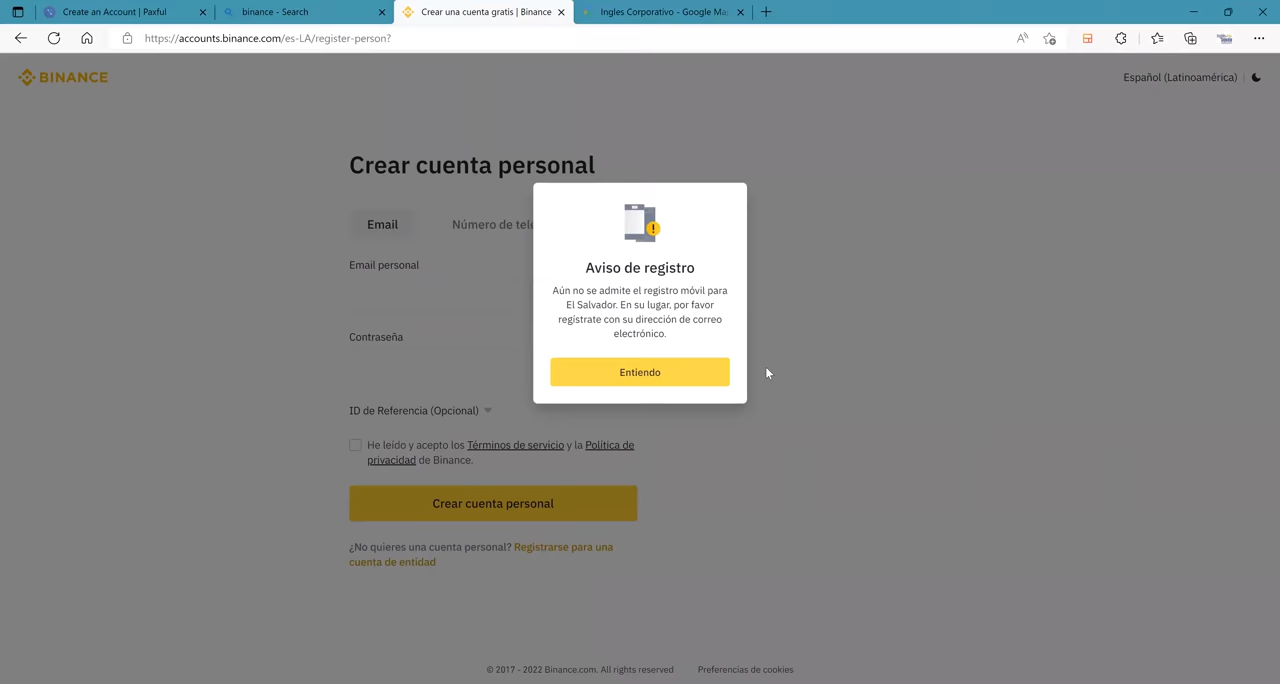 Create an Account | Paxful
binance - Search
Crear una cuenta gratis | Binance
Ingles Corporativo - Google Ma
https://accounts.binance.com/es-LA/register-person?
BINANCE
Español (Latinoamérica)
Crear cuenta personal
Email
Número de telé
Email personal
Contraseña
Aviso de registro
Aún no se admite el registro móvil para
El Salvador. En su lugar, por favor
regístrate con su dirección de correo
electrónico.
Entiendo
ID de Referencia (Opcional)
He leído y acepto los Términos de servicio y la Política de
privacidad de Binance.
Crear cuenta personal
¿No quieres una cuenta personal? Registrarse para una
cuenta de entidad
© 2017 - 2022 Binance.com. All rights reserved
Preferencias de cookies